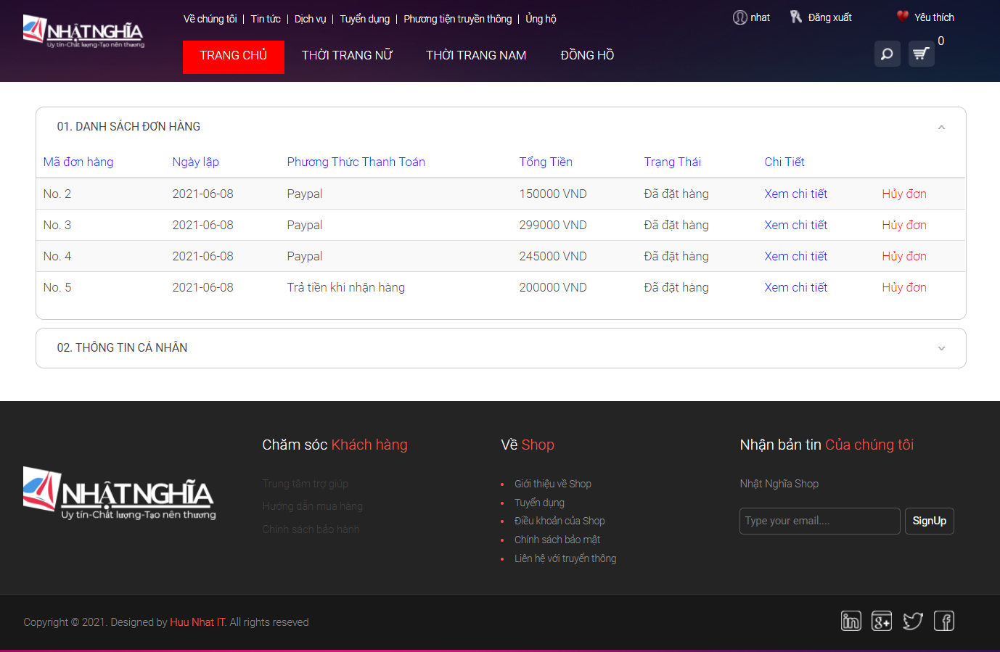 NHẬT NGHĨA
Uy tín-Chất lượng-Tạo nên thương
Về chúng tôi | Tin tức | Dịch vụ | Tuyển dụng | Phương tiện truyền thông | Ủng hộ
nhat Đăng xuất Yêu thích
TRANG CHỦ THỜI TRANG NỮ THỜI TRANG NAM ĐỒNG HỒ
0
01. DANH SÁCH ĐƠN HÀNG
Mã đơn hàng Ngày lập Phương Thức Thanh Toán Tổng Tiền Trạng Thái Chi Tiết
No. 2 2021-06-08 Paypal 150000 VND Đã đặt hàng Xem chi tiết Hủy đơn
No. 3 2021-06-08 Paypal 299000 VND Đã đặt hàng Xem chi tiết Hủy đơn
No. 4 2021-06-08 Paypal 245000 VND Đã đặt hàng Xem chi tiết Hủy đơn
No. 5 2021-06-08 Trả tiền khi nhận hàng 200000 VND Đã đặt hàng Xem chi tiết Hủy đơn
02. THÔNG TIN CÁ NHÂN
NHẬT NGHĨA
Uy tín-Chất lượng-Tạo nên thương
Chăm sóc Khách hàng
Trung tâm trợ giúp
Hướng dẫn mua hàng
Chính sách bảo hành
Về Shop
Giới thiệu về Shop
Tuyển dụng
Điều khoản của Shop
Chính sách bảo mật
Liên hệ với truyền thông
Nhận bản tin Của chúng tôi
Nhật Nghĩa Shop
Type your email.... SignUp
Copyright © 2021. Designed by Huu Nhat IT. All rights reseved